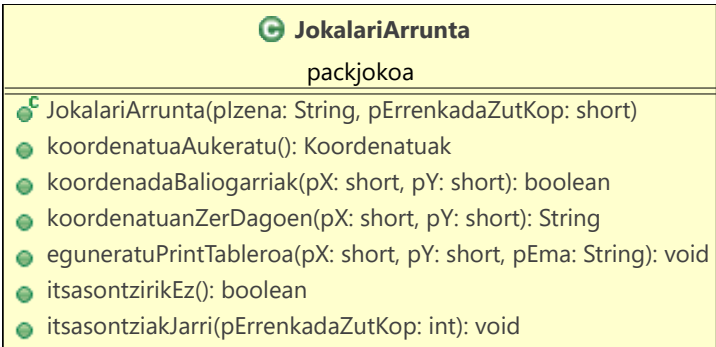 JokalariArrunta
packjokoa
JokalariArrunta(pIzena: String, pErrenkadaZutKop: short)
koordenatuaAukeratu(): Koordenatuak
koordenadaBaliogarriak(pX: short, pY: short): boolean
koordenatuanZerDagoen(pX: short, pY: short): String
eguneratuPrintTableroa(pX: short, pY: short, pEma: String): void
itsasontzirikEz(): boolean
itsasontziakJarri(pErrenkadaZutKop: int): void